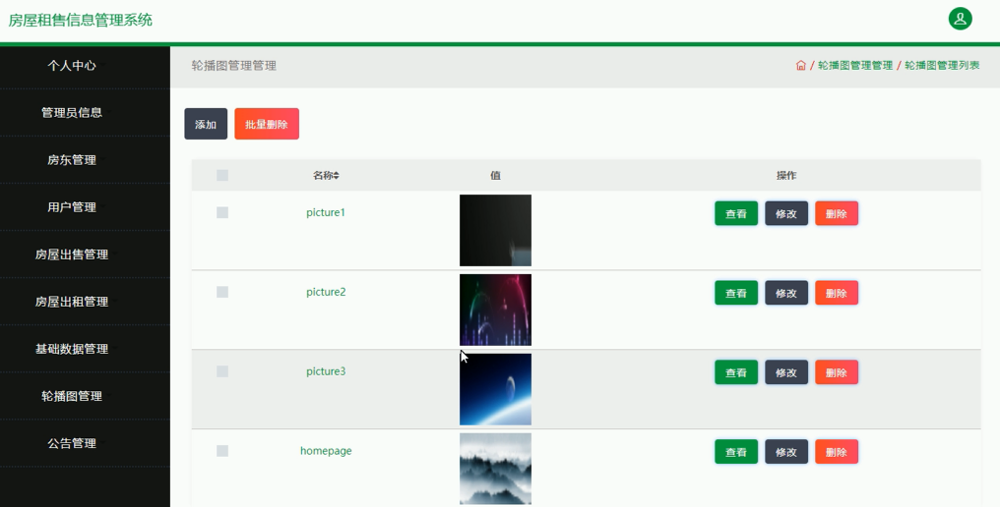 房屋租售信息管理系统
个人中心
管理员信息
房东管理
用户管理
房屋出售管理
房屋出租管理
基础数据管理
轮播图管理
公告管理
轮播图管理管理
/ 轮播图管理管理 / 轮播图管理列表
添加 批量删除
名称 值 操作
picture1 查看 修改 删除
picture2 查看 修改 删除
picture3 查看 修改 删除
homepage 查看 修改 删除